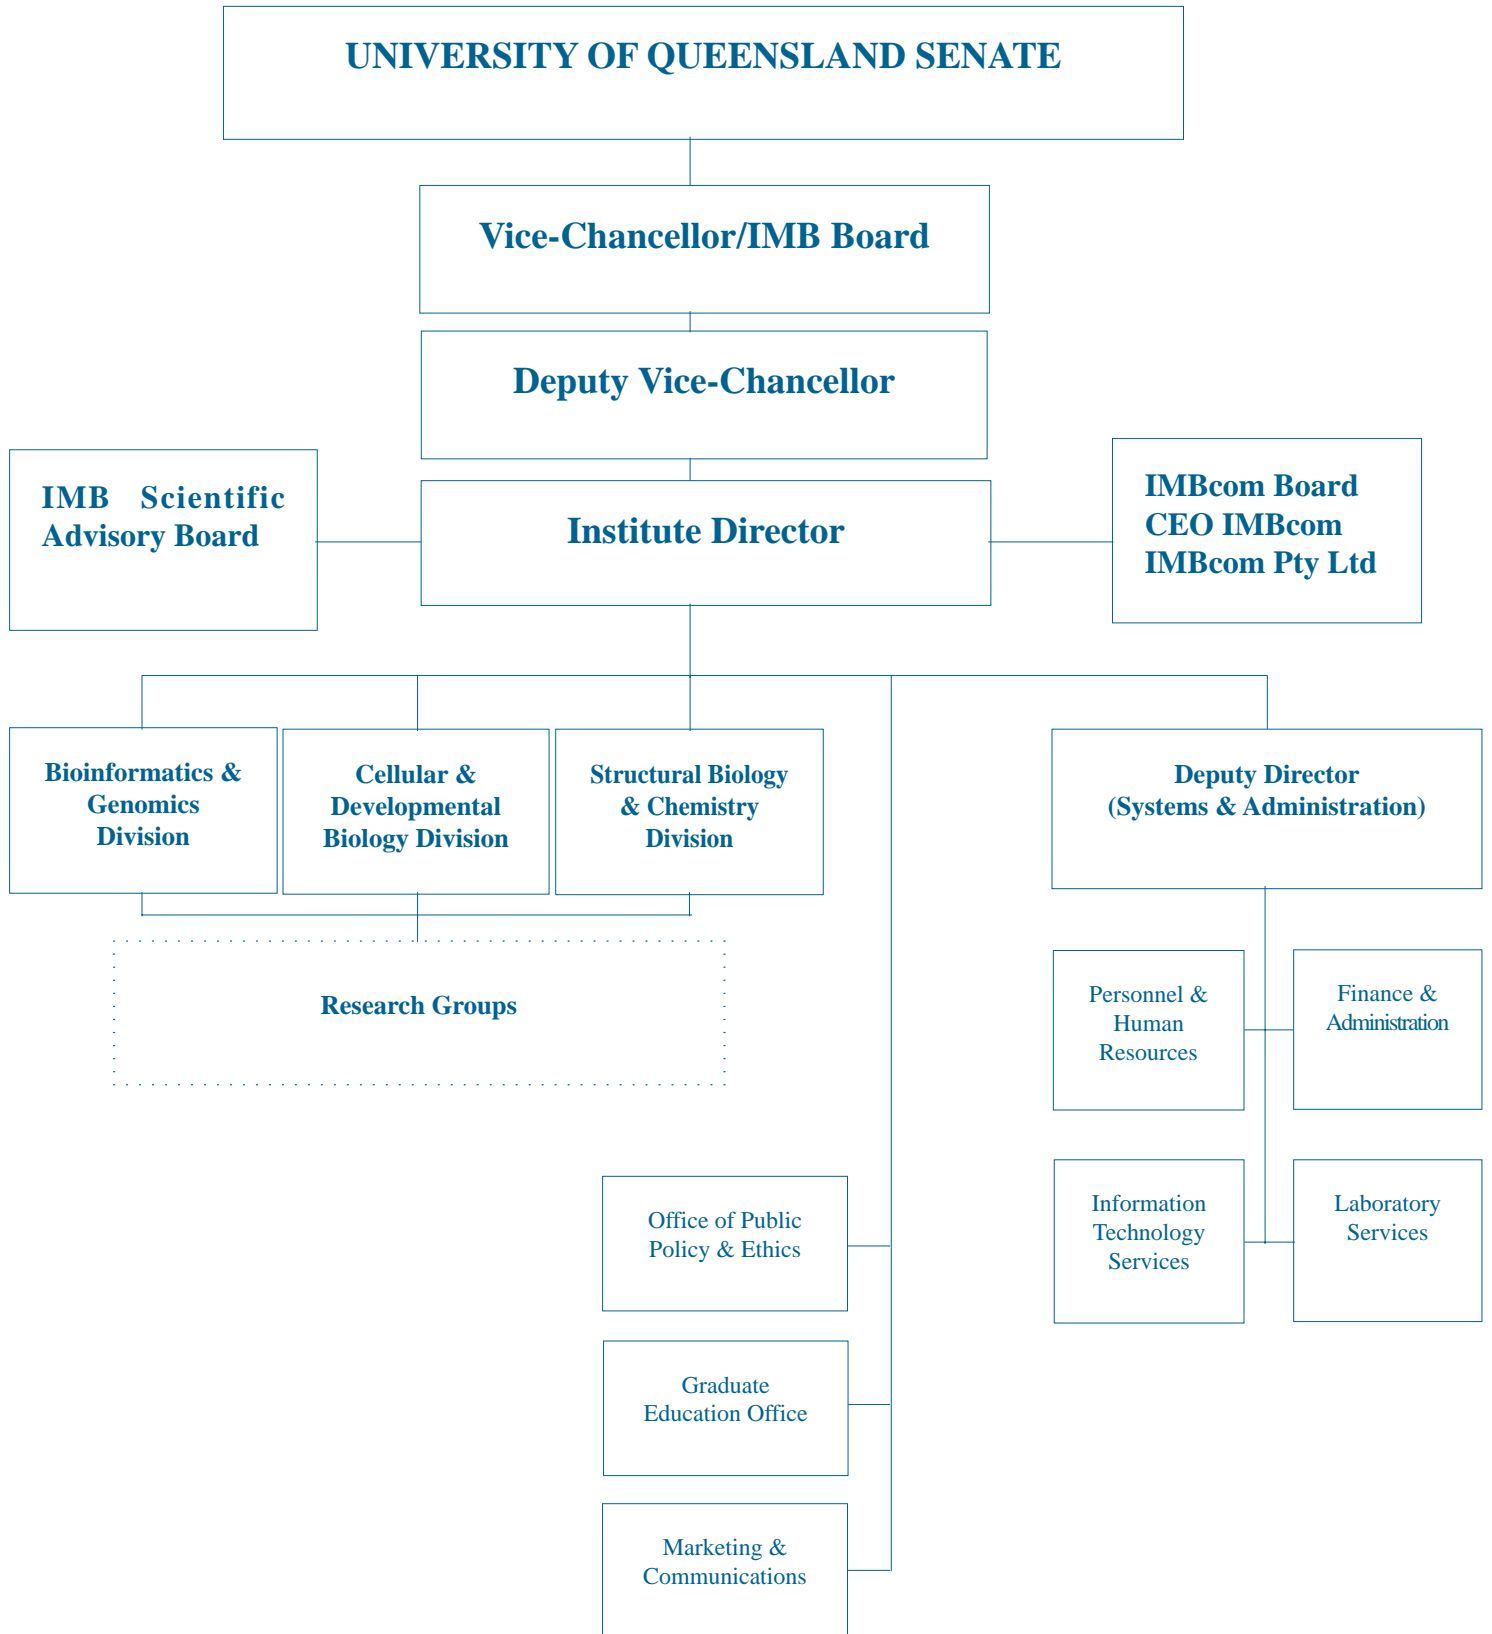 UNIVERSITY OF QUEENSLAND SENATE
Vice-Chancellor/IMB Board
Deputy Vice-Chancellor
IMB Scientific
Advisory Board
Institute Director
IMBcom Board
CEO IMBcom
IMBcom Pty Ltd
Bioinformatics &
Genomics
Division
Cellular &
Developmental
Biology Division
Structural Biology
& Chemistry
Division
Deputy Director
(Systems & Administration)
Research Groups
Personnel &
Human
Resources
Finance &
Administration
Information
Technology
Services
Laboratory
Services
Office of Public
Policy & Ethics
Graduate
Education Office
Marketing &
Communications